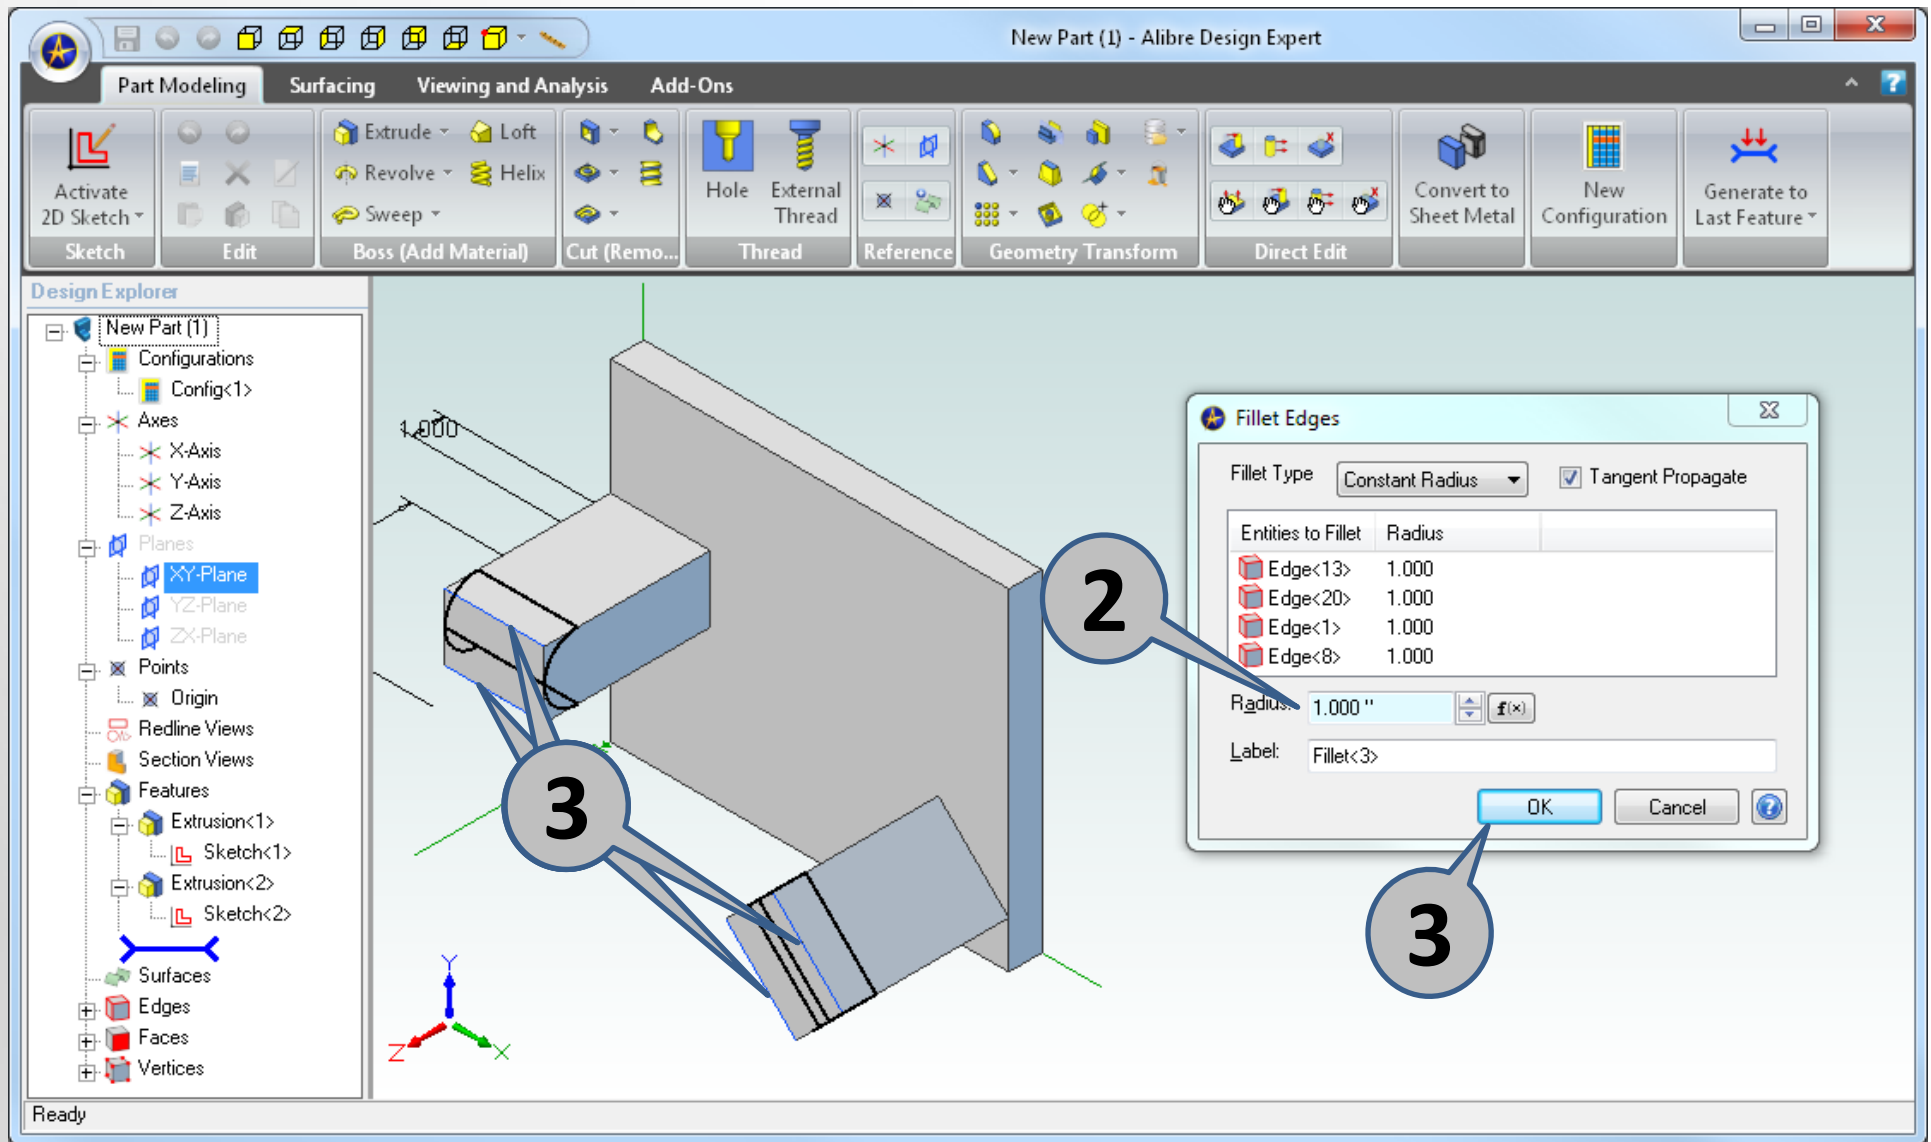 New Part (1) - Alibre Design Expert
Part Modeling Surfacing Viewing and Analysis Add-Ons
Activate
2D Sketch
Sketch
Edit
Extrude Loft
Revolve Helix
Sweep
Boss (Add Material)
Cut (Remo...
Hole
External
Thread
Thread
Reference
Geometry Transform
Direct Edit
Convert to
Sheet Metal
New
Configuration
Generate to
Last Feature
Design Explorer
New Part (1)
Configurations
Config<1>
Axes
X-Axis
Y-Axis
Z-Axis
Planes
XY-Plane
YZ-Plane
ZX-Plane
Points
Origin
Redline Views
Section Views
Features
Extrusion<1>
Sketch<1>
Extrusion<2>
Sketch<2>
Surfaces
Edges
Faces
Vertices
1.000
3
Y
Z
X
2
Fillet Edges
Fillet Type Constant Radius Tangent Propagate
Entities to Fillet Radius
Edge<13> 1.000
Edge<20> 1.000
Edge<1> 1.000
Edge<8> 1.000
Radius: 1.000 " f(x)
Label: Fillet<3>
OK Cancel ?
3
Ready